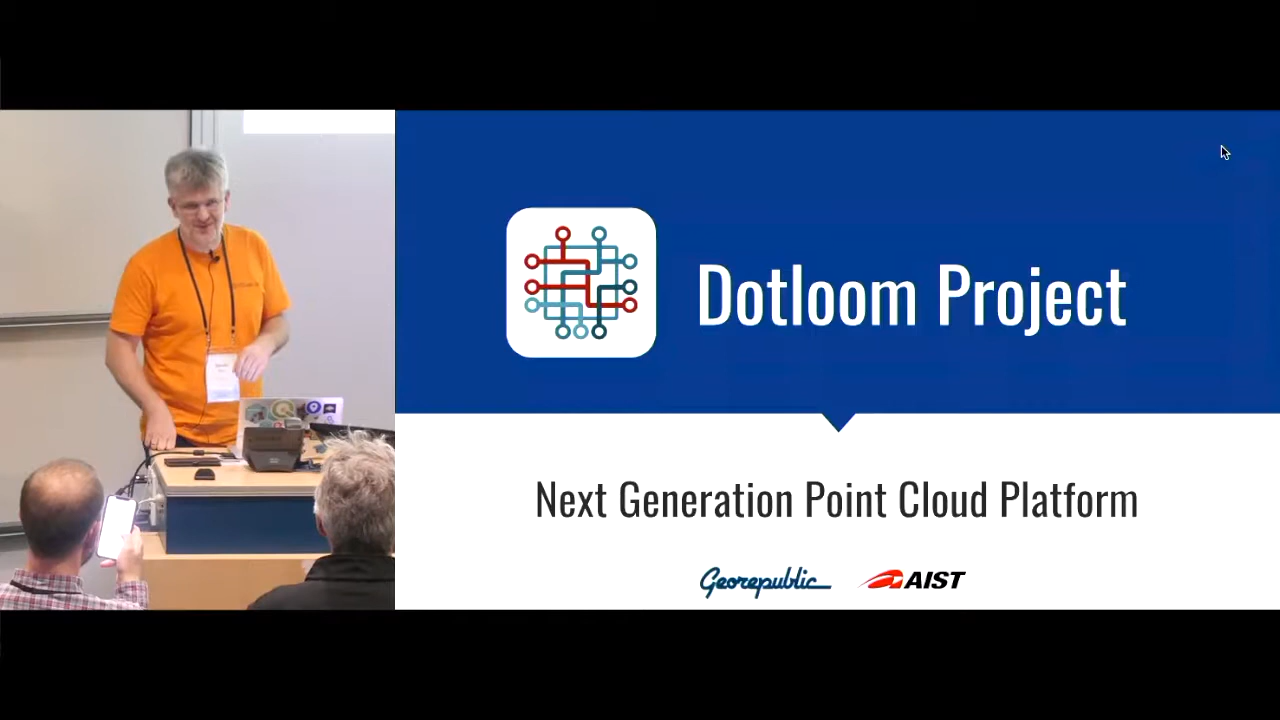 Dotloom Project
Next Generation Point Cloud Platform
Georepublic
AIST